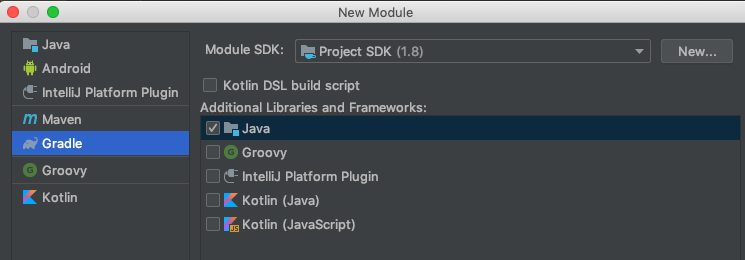 New Module
Java
Android
IntelliJ Platform Plugin
Maven
Gradle
Groovy
Kotlin
Module SDK: Project SDK (1.8) New...
Kotlin DSL build script
Additional Libraries and Frameworks:
Java
Groovy
IntelliJ Platform Plugin
Kotlin (Java)
Kotlin (JavaScript)